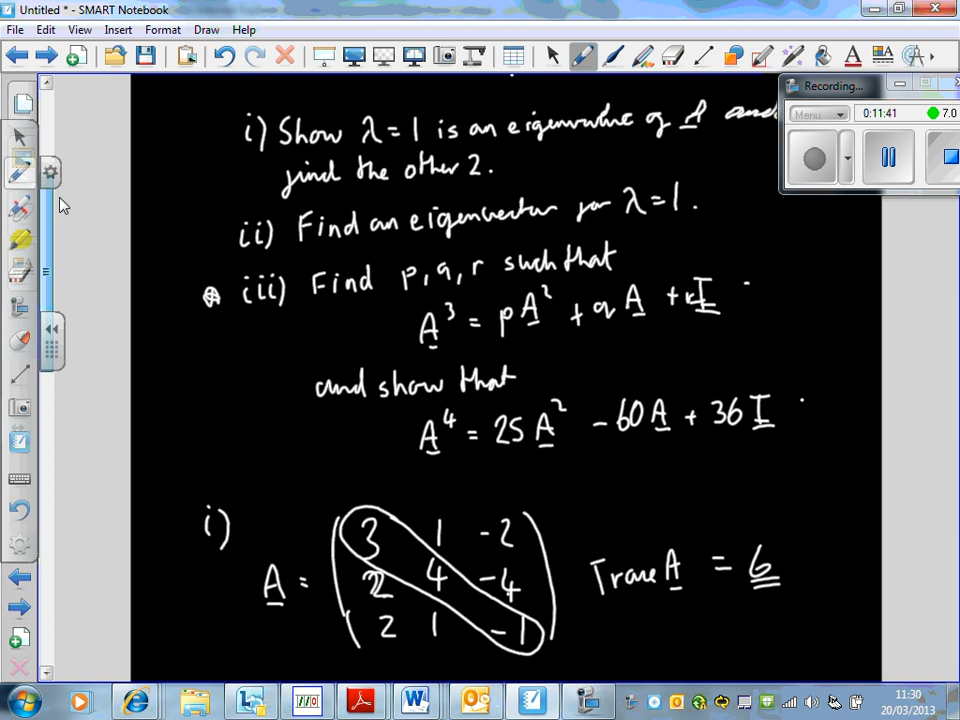 Untitled * - SMART Notebook
File Edit View Insert Format Draw Help
Recording...
Menu
0:11:41
7.0
i) Show λ = 1 is an eigenvalue of A and
find the other 2.
ii) Find an eigenvector for λ = 1.
iii) Find p, q, r such that
A³ = pA² + qA + rI
and show that
A⁴ = 25A² - 60A + 36I
i)
A = ( 3 1 -2
2 4 -4
2 1 -1 )
Trace A = 6
11:30
20/03/2013